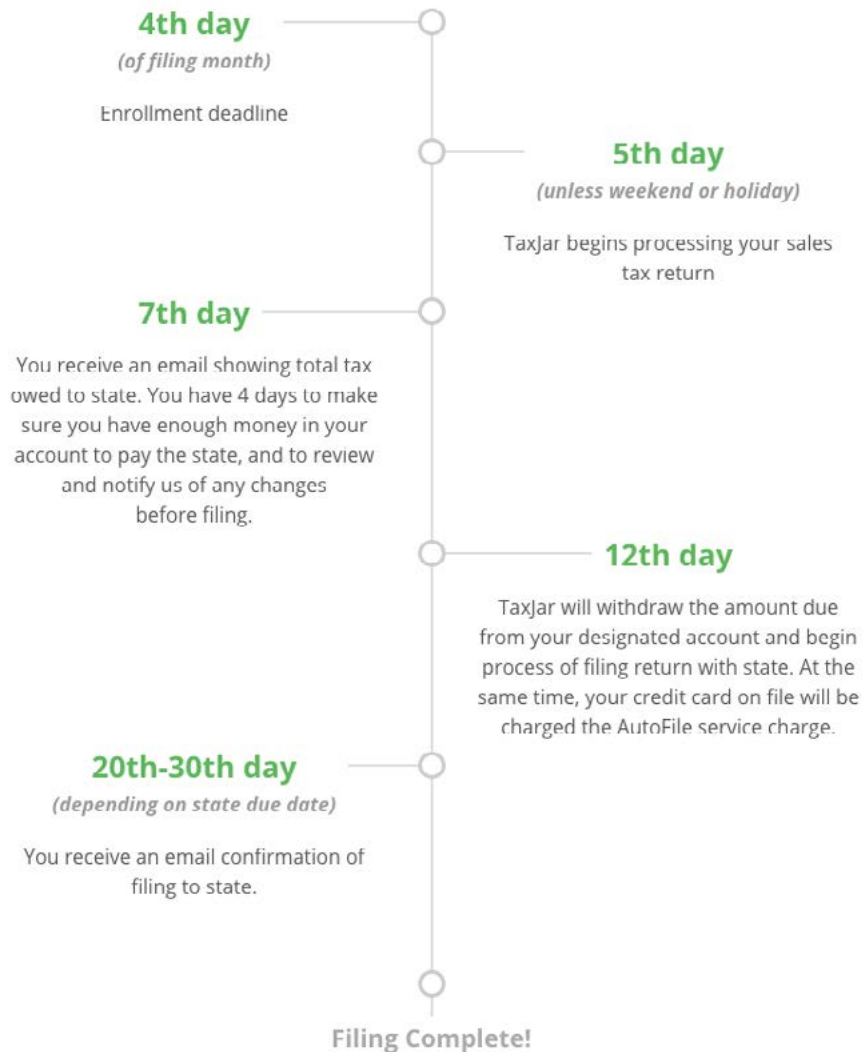 4th day
(of filing month)
Enrollment deadline
5th day
(unless weekend or holiday)
TaxJar begins processing your sales
tax return
7th day
You receive an email showing total tax
owed to state. You have 4 days to make
sure you have enough money in your
account to pay the state, and to review
and notify us of any changes
before filing.
12th day
TaxJar will withdraw the amount due
from your designated account and begin
process of filing return with state. At the
same time, your credit card on file will be
charged the AutoFile service charge.
20th-30th day
(depending on state due date)
You receive an email confirmation of
filing to state.
Filing Complete!